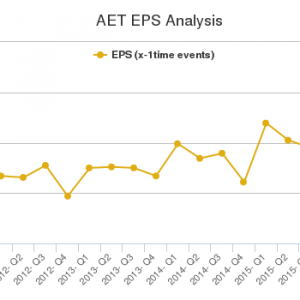 AET EPS Analysis
EPS (x-1time events)
2012- Q2
2012- Q3
2012- Q4
2013- Q1
2013- Q2
2013- Q3
2013- Q4
2014- Q1
2014- Q2
2014- Q3
2014- Q4
2015- Q1
2015- Q2